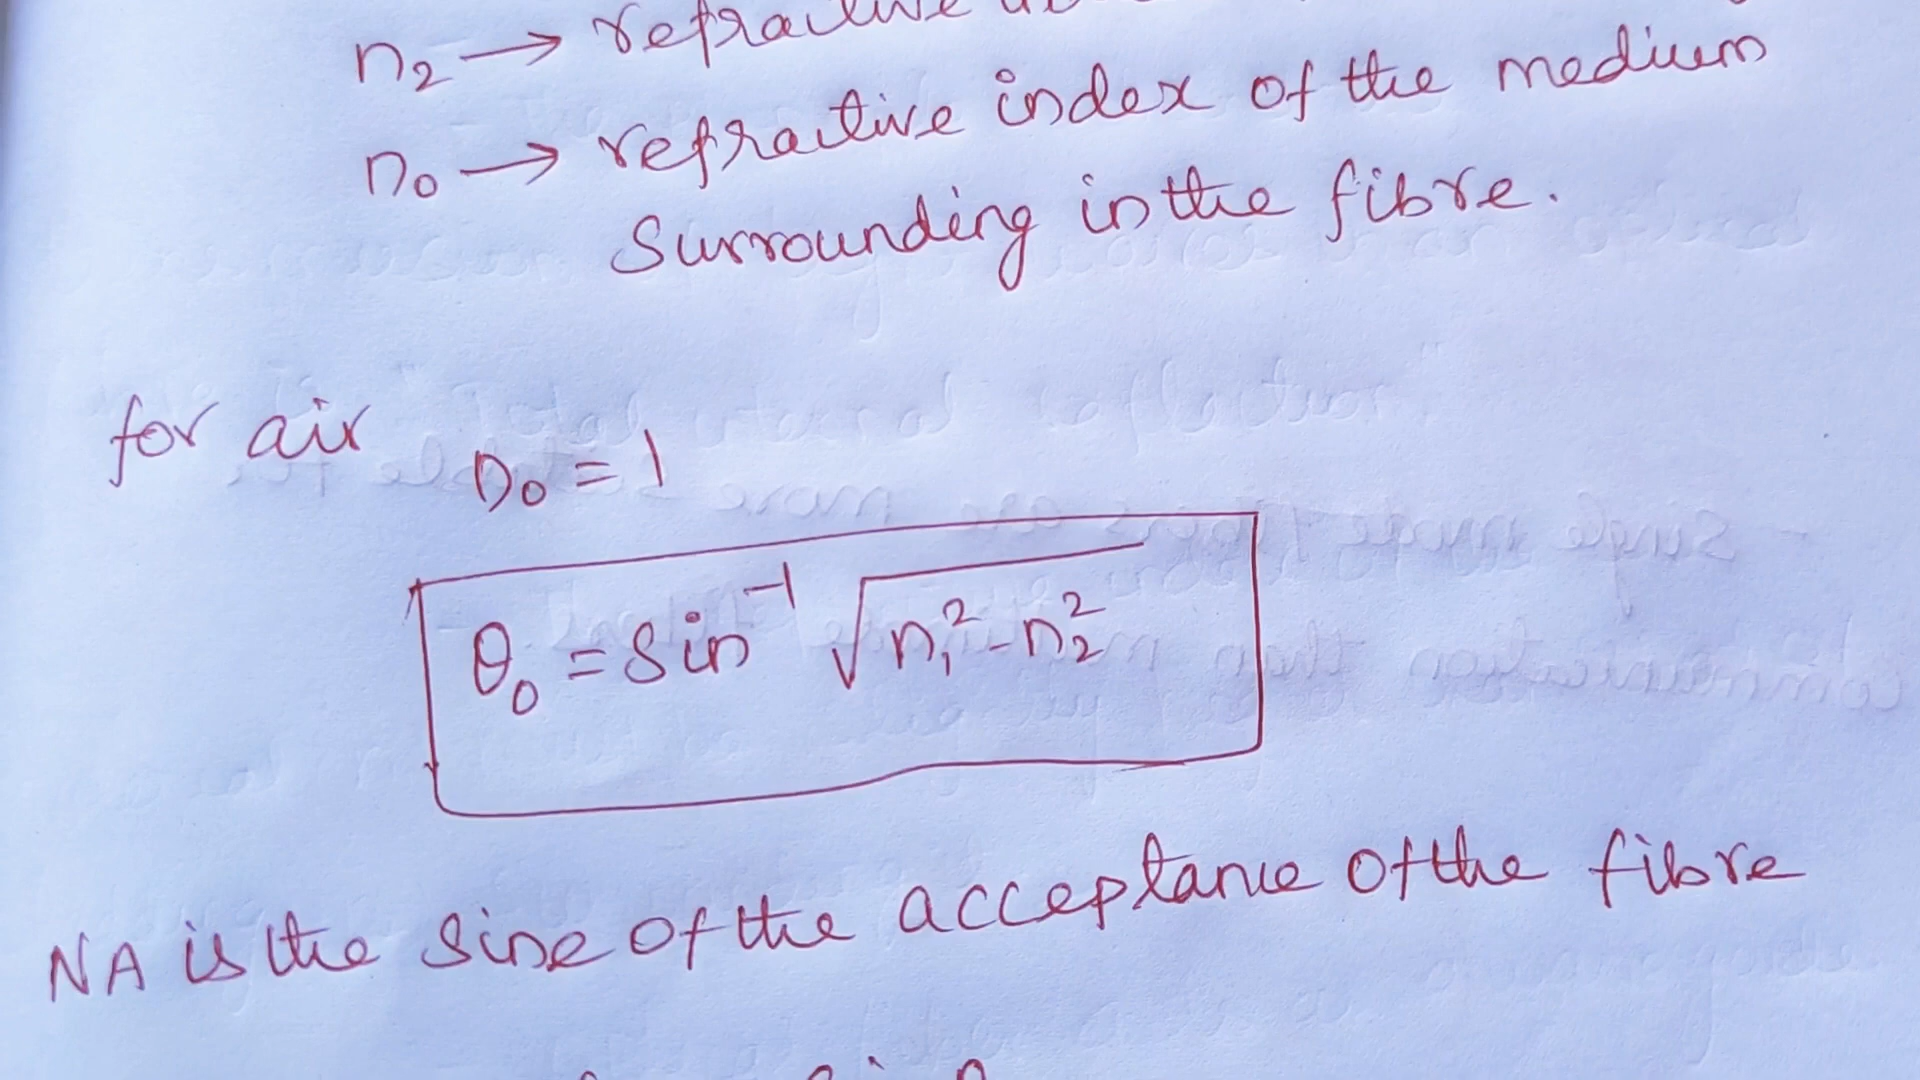 n₂ → refractive
n₀ → refractive index of the medium
Surrounding in the fibre.
for air n₀ = 1
θ₀ = sin⁻¹ √n₁² - n₂²
NA is the sine of the acceptance of the fibre